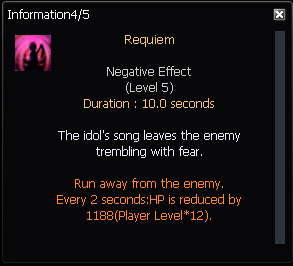 Information4/5
Requiem
Negative Effect
(Level 5)
Duration : 10.0 seconds
The idol's song leaves the enemy
trembling with fear.
Run away from the enemy.
Every 2 seconds:HP is reduced by
1188(Player Level*12).